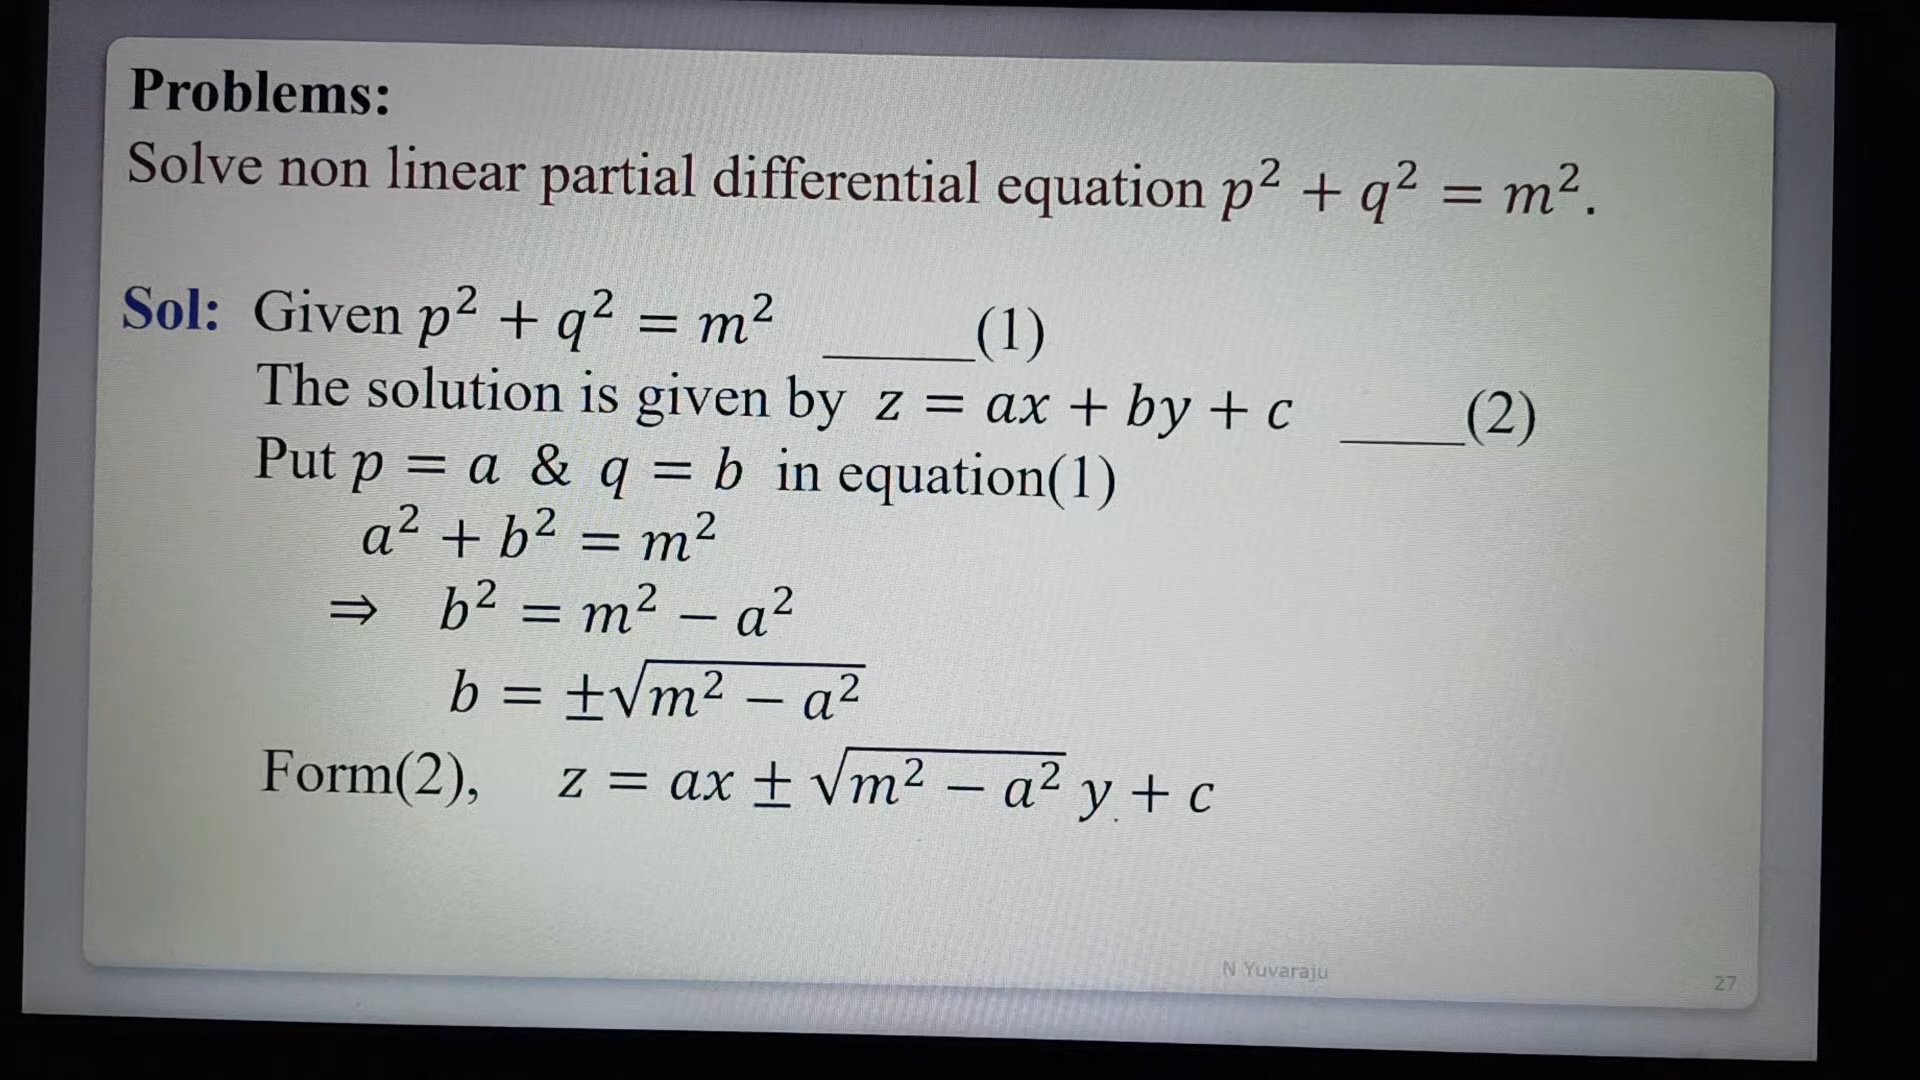 Problems:
Solve non linear partial differential equation p² + q² = m².
Sol: Given p² + q² = m² _____(1)
The solution is given by z = ax + by + c ____(2)
Put p = a & q = b in equation(1)
a² + b² = m²
⇒ b² = m² − a²
b = ±√(m² − a²)
Form(2), z = ax ± √(m² − a²) y + c
N Yuvaraju
27